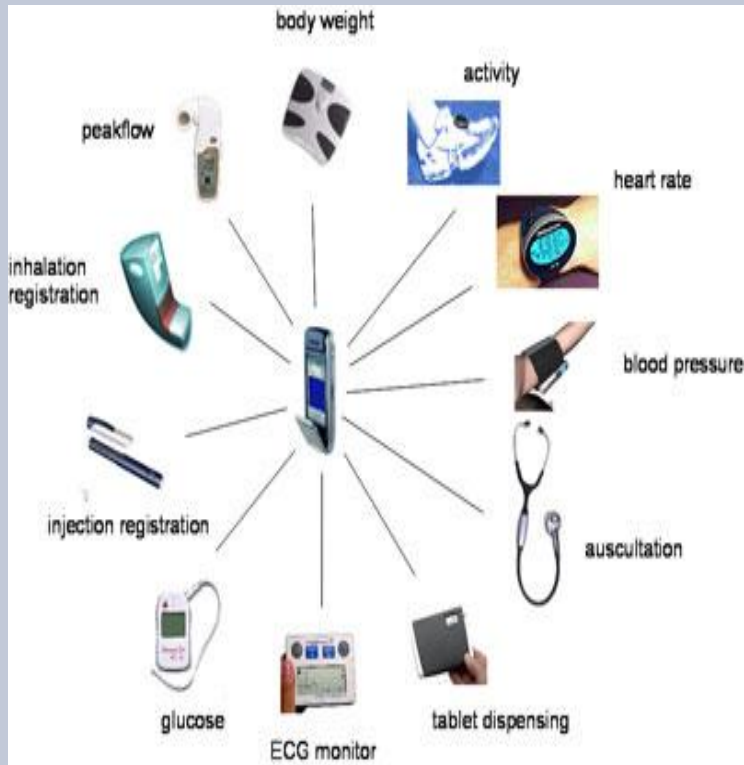 body weight
activity
peakflow
heart rate
inhalation
registration
blood pressure
injection registration
auscultation
glucose
ECG monitor
tablet dispensing